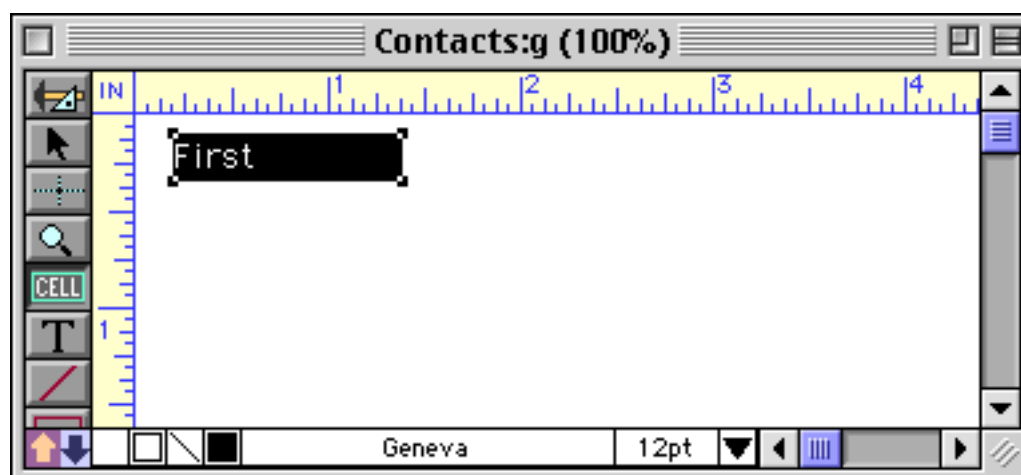 Contacts:g (100%)
IN 1 2 3 4
First
CELL
T
1
Geneva 12pt